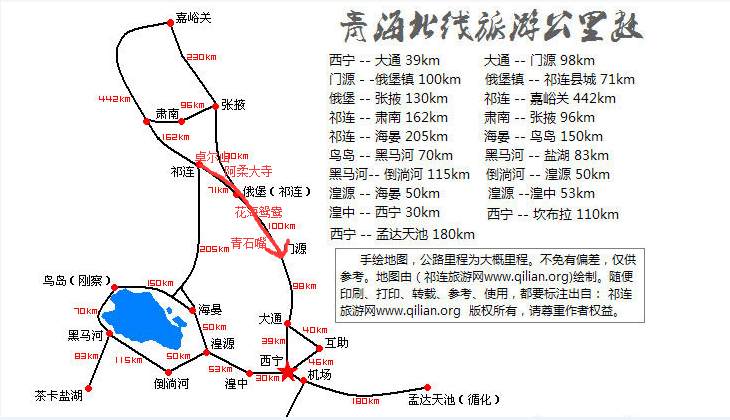 青海北线旅游公里数
西宁 -- 大通 39km
大通 -- 门源 98km
门源 - -俄堡镇 100km
俄堡镇 -- 祁连县城 71km
俄堡 -- 张掖 130km
祁连 -- 嘉峪关 442km
祁连 -- 肃南 162km
肃南 -- 张掖 96km
祁连 -- 海晏 205km
海晏 -- 鸟岛 150km
鸟岛 -- 黑马河 70km
黑马河 -- 盐湖 83km
黑马河-- 倒淌河 115km
倒淌河 -- 湟源 50km
湟源 -- 海晏 50km
湟源 --湟中 53km
湟中 -- 西宁 30km
西宁 -- 坎布拉 110km
西宁 -- 孟达天池 180km
手绘地图，公路里程为大概里程。不免有偏差，仅供
参考。地图由（祁连旅游网www.qilian.org)绘制。随便
印刷、打印、转载、参考、使用，都要标注出自： 祁连
旅游网www.qilian.org 版权所有，请尊重作者权益。
嘉峪关
230km
442km
96km
张掖
肃南
162km
卓尔山
阿柔大寺
祁连
71km
俄堡（祁连）
花海鸳鸯
100km
青石嘴
门源
205km
98km
鸟岛（刚察）
150km
海晏
70km
大通
40km
黑马河
50km
39km
互助
湟源
83km
115km
50km
西宁
46km
53km
30km
机场
倒淌河
湟中
茶卡盐湖
180km
孟达天池（循化）